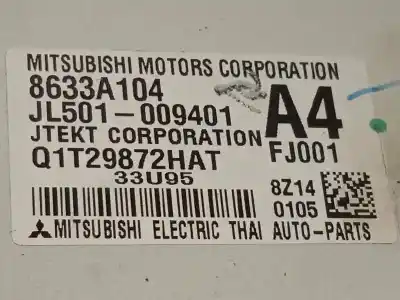 MITSUBISHI MOTORS CORPORATION
8633A104
JL501-009401
A4
JTEKT CORPORATION
Q1T29872HAT
FJ001
33U95
8Z14
0105
MITSUBISHI ELECTRIC THAI AUTO-PARTS